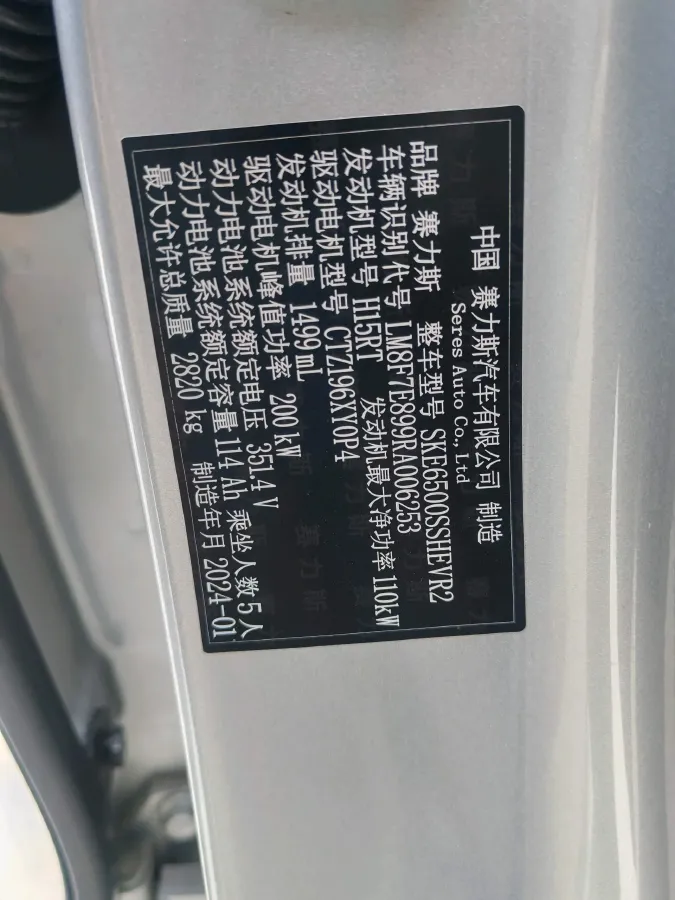 中国 赛力斯汽车有限公司 制造
Seres Auto Co., Ltd
品牌 赛力斯 整车型号 SKE6500SSHEVR2
车辆识别代号 LM8F7E899RA006253
发动机型号 H15RT 发动机最大净功率 110kW
驱动电机型号 CTZ196XY0P4
发动机排量 1499 mL
驱动电机峰值功率 200 kW
动力电池系统额定电压 351.4 V
动力电池系统额定容量 114 Ah 乘坐人数 5人
最大允许总质量 2820 kg 制造年月 2024-01